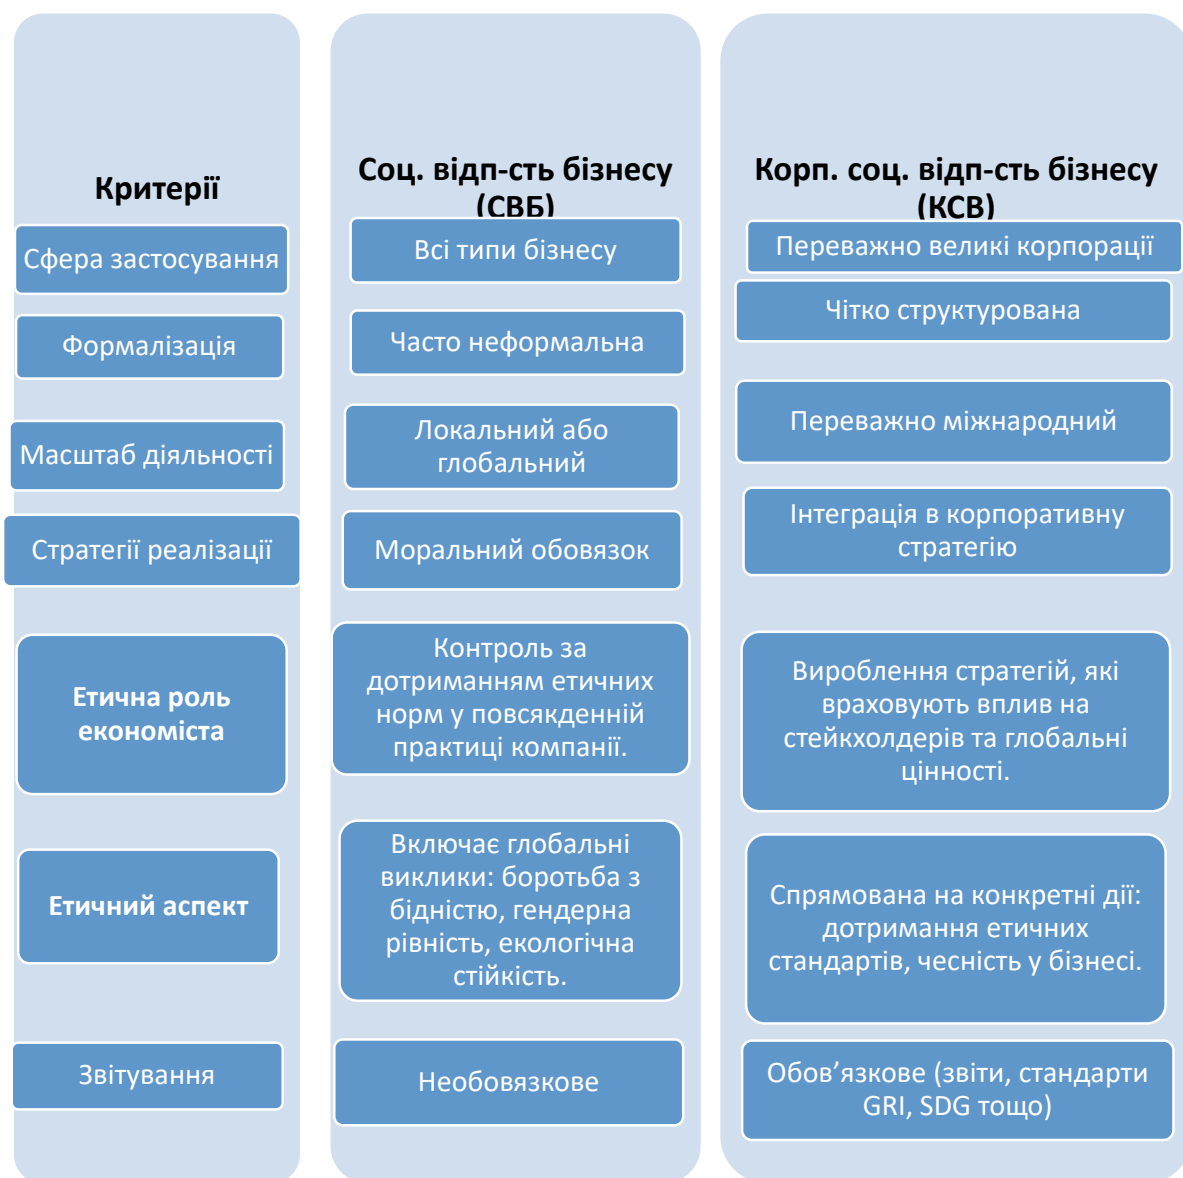 Критерії
Соц. відп-сть бізнесу
(СВБ)
Корп. соц. відп-сть бізнесу
(КСВ)
Сфера застосування
Всі типи бізнесу
Переважно великі корпорації
Формалізація
Часто неформальна
Чітко структурована
Масштаб діяльності
Локальний або
глобальний
Переважно міжнародний
Стратегії реалізації
Моральний обовязок
Інтеграція в корпоративну
стратегію
Етична роль
економіста
Контроль за
дотриманням етичних
норм у повсякденній
практиці компанії.
Вироблення стратегій, які
враховують вплив на
стейкхолдерів та глобальні
цінності.
Етичний аспект
Включає глобальні
виклики: боротьба з
бідністю, гендерна
рівність, екологічна
стійкість.
Спрямована на конкретні дії:
дотримання етичних
стандартів, чесність у бізнесі.
Звітування
Необовязкове
Обов’язкове (звіти, стандарти
GRI, SDG тощо)